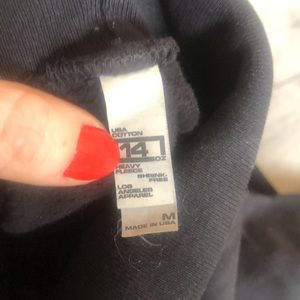 USA
COTTON
14
OZ
HEAVY
FLEECE
SHRINK-
FREE
LOS
ANGELES
APPAREL
M
MADE IN USA